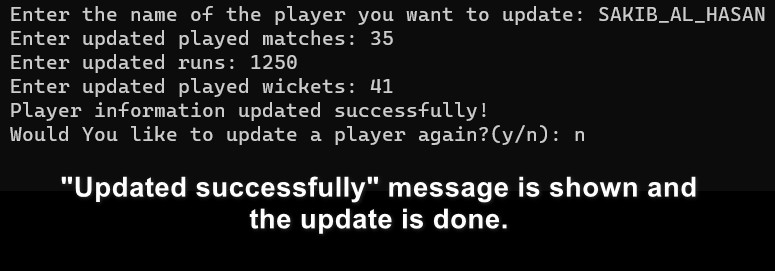 Enter the name of the player you want to update: SAKIB_AL_HASAN
Enter updated played matches: 35
Enter updated runs: 1250
Enter updated played wickets: 41
Player information updated successfully!
Would You like to update a player again?(y/n): n
"Updated successfully" message is shown and
the update is done.